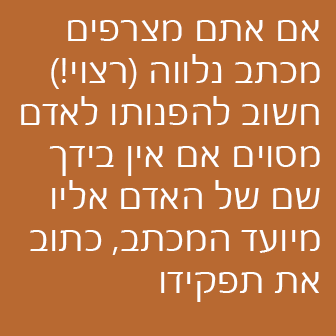 אם אתם מצרפים
מכתב נלווה (רצוי!)
חשוב להפנותו לאדם
מסוים אם אין בידך
שם של האדם אליו
מיועד המכתב, כתוב
את תפקידו